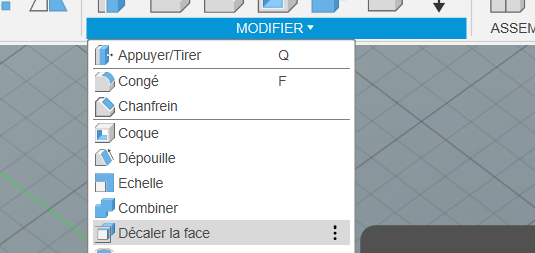 MODIFIER
ASSEM
Appuyer/Tirer Q
Congé F
Chanfrein
Coque
Dépouille
Echelle
Combiner
Décaler la face